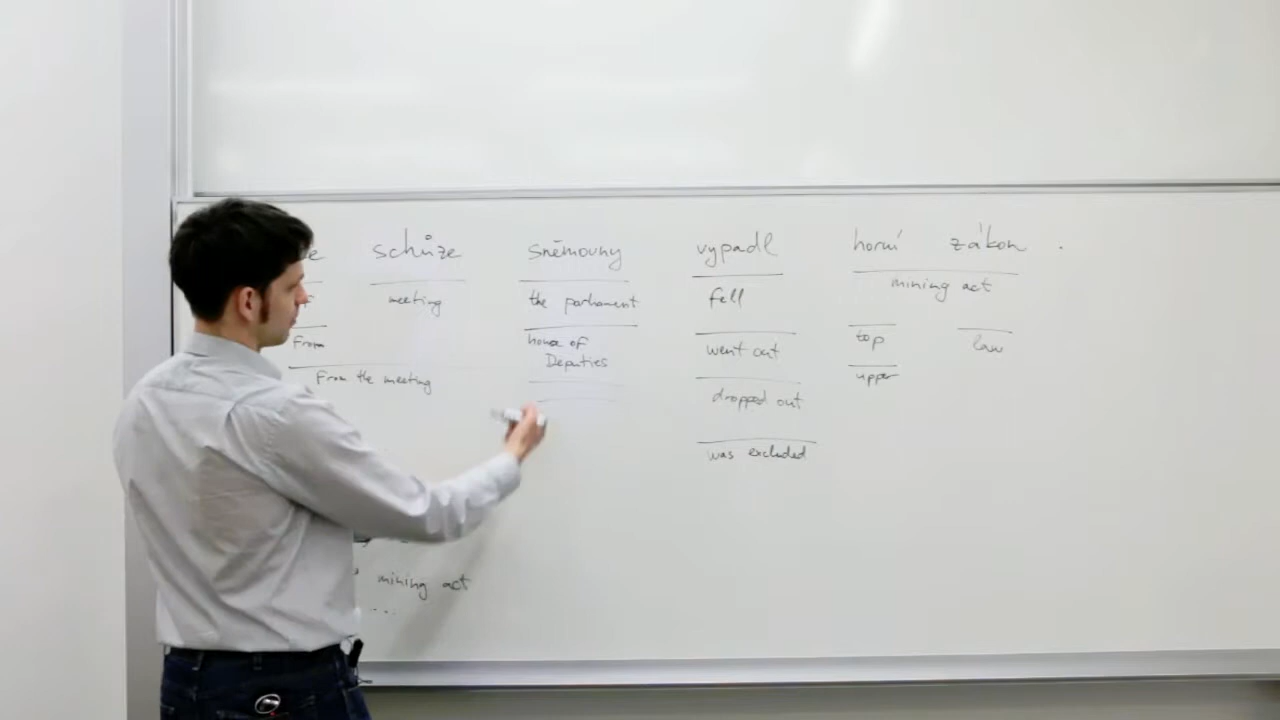 schůze sněmovny vypadl horní zákon .
meeting the parliament fell mining act
From house of went out top law
Deputies
From the meeting dropped out upper
was excluded
mining act
...